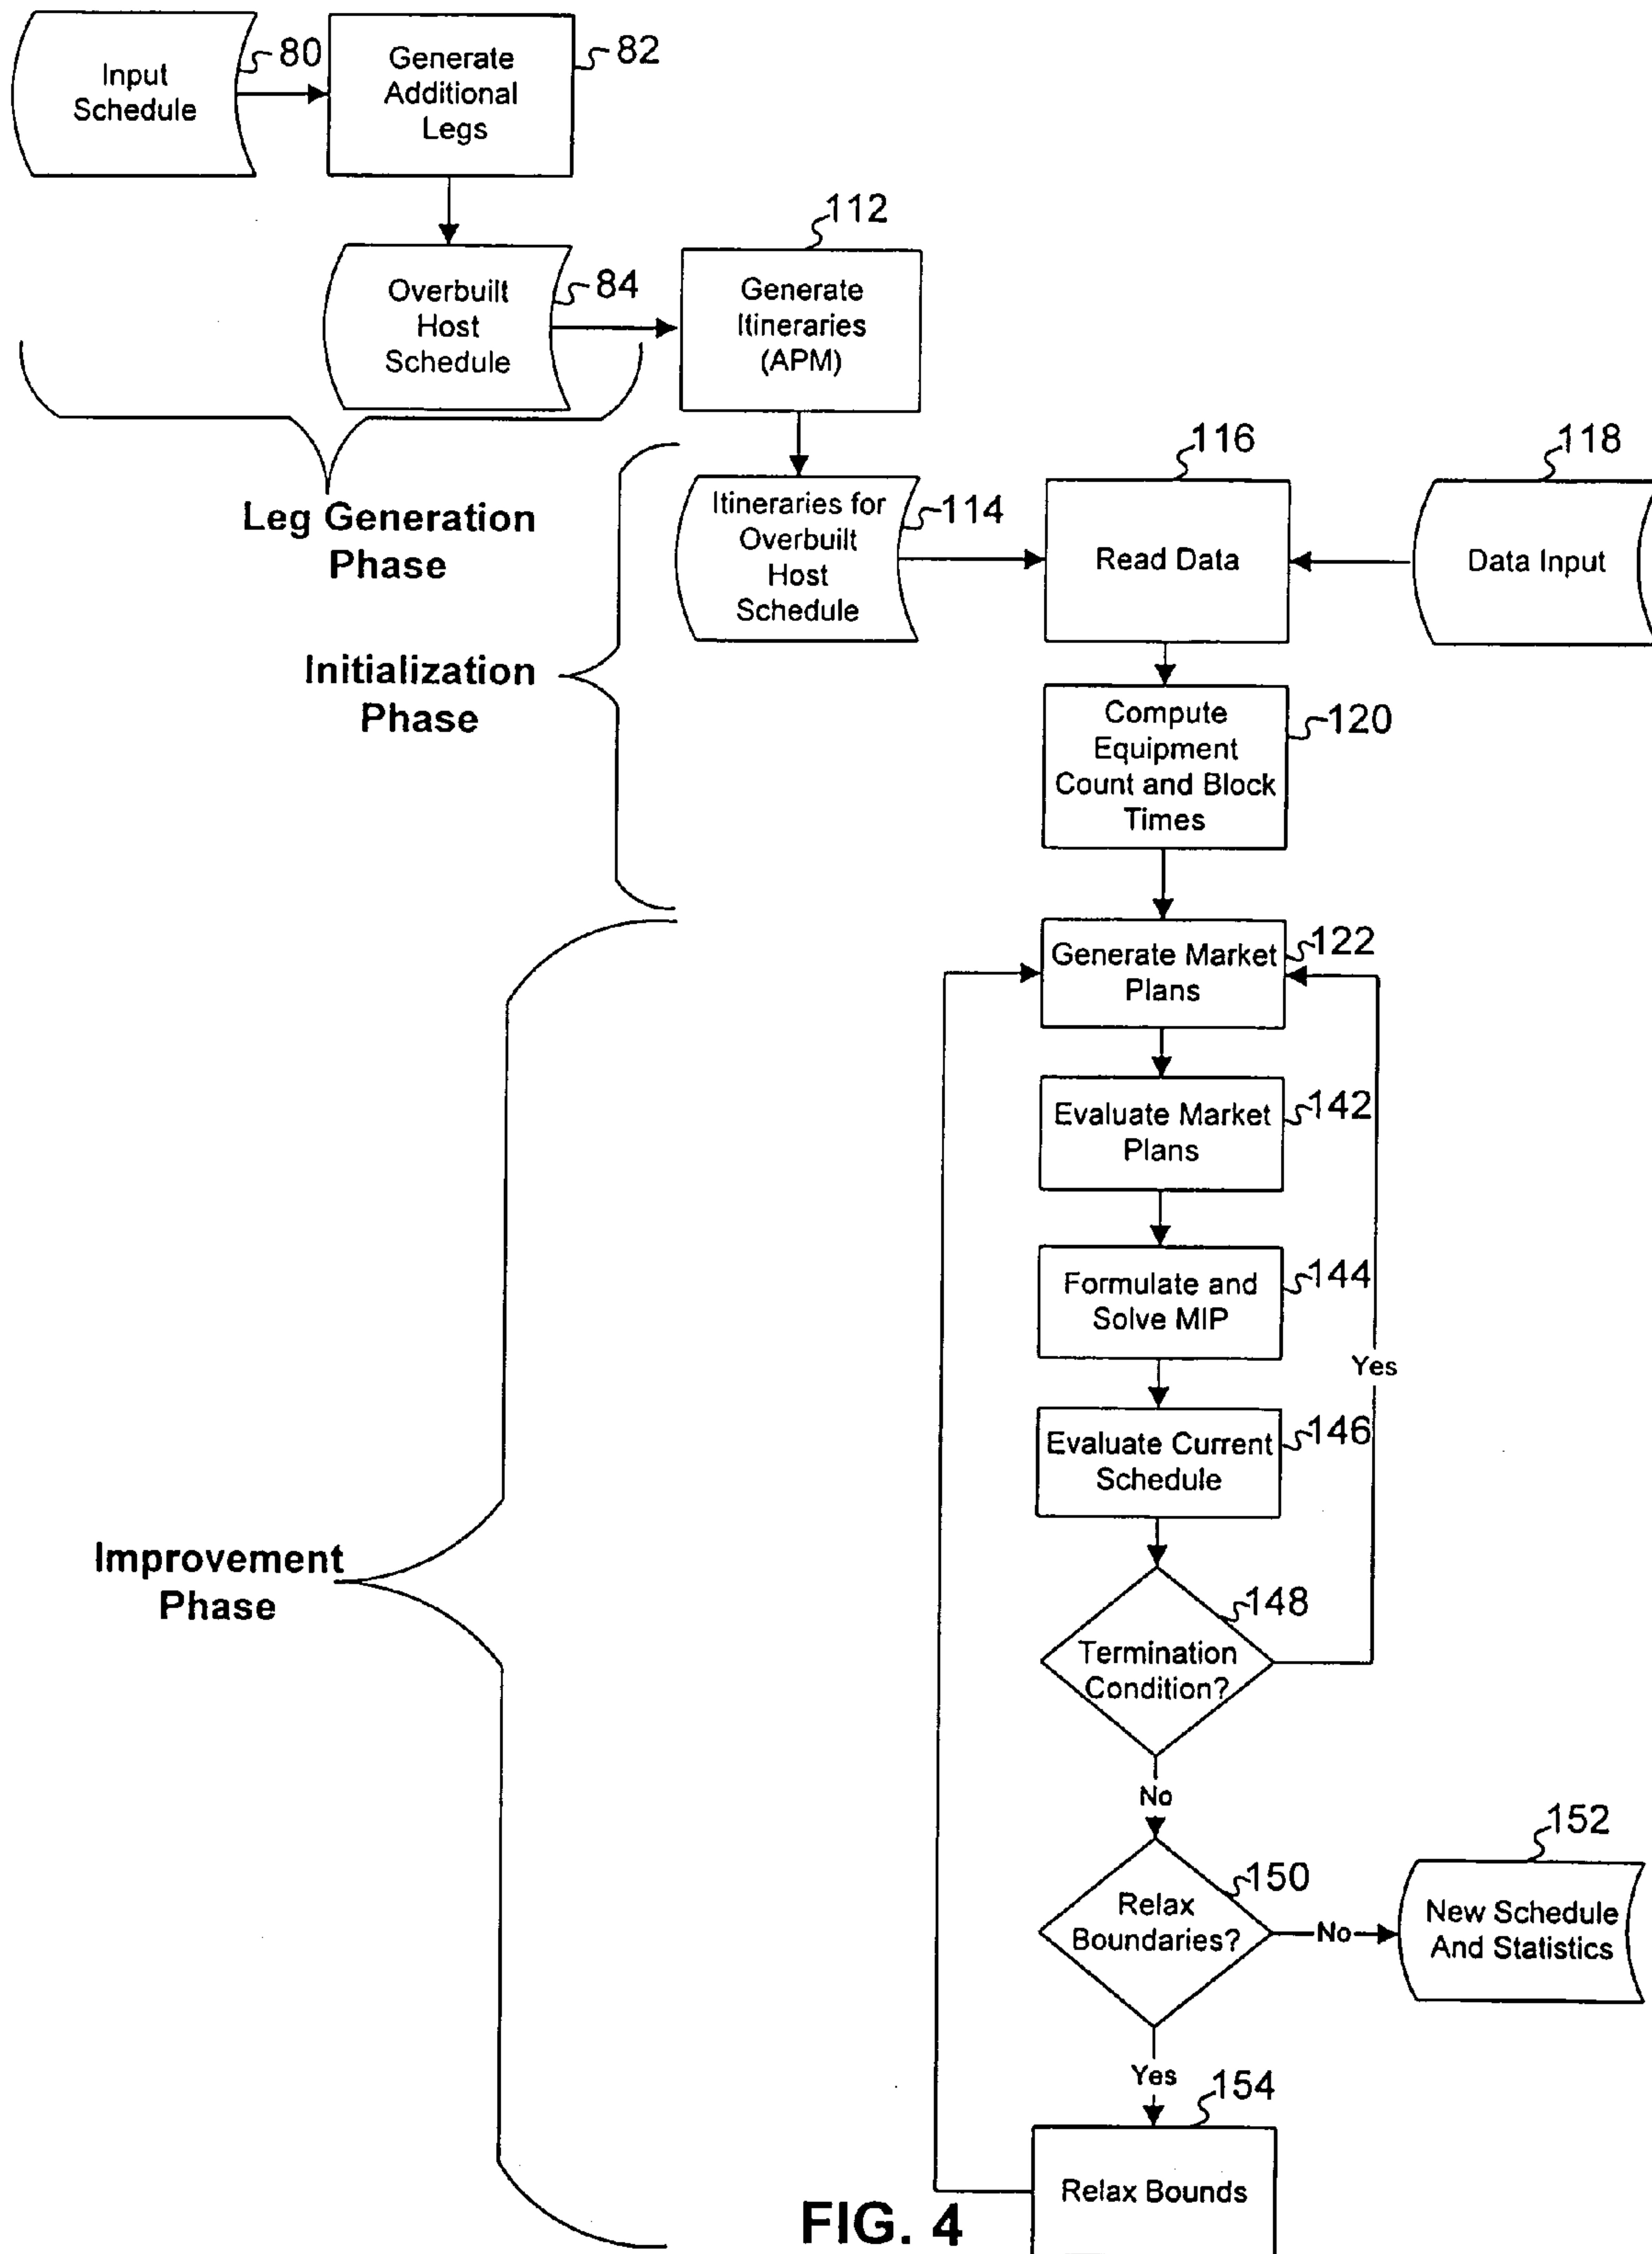 Input
Schedule
80
Generate
Additional
Legs
82
Overbuilt
Host
Schedule
84
Generate
Itineraries
(APM)
112
Leg Generation
Phase
Itineraries for
Overbuilt
Host
Schedule
114
Read Data
116
Data Input
118
Initialization
Phase
Compute
Equipment
Count and Block
Times
120
Generate Market
Plans
122
Evaluate Market
Plans
142
Formulate and
Solve MIP
144
Yes
Evaluate Current
Schedule
146
Improvement
Phase
Termination
Condition?
148
No
Relax
Boundaries?
150
No
New Schedule
And Statistics
152
Yes
154
Relax Bounds
FIG. 4